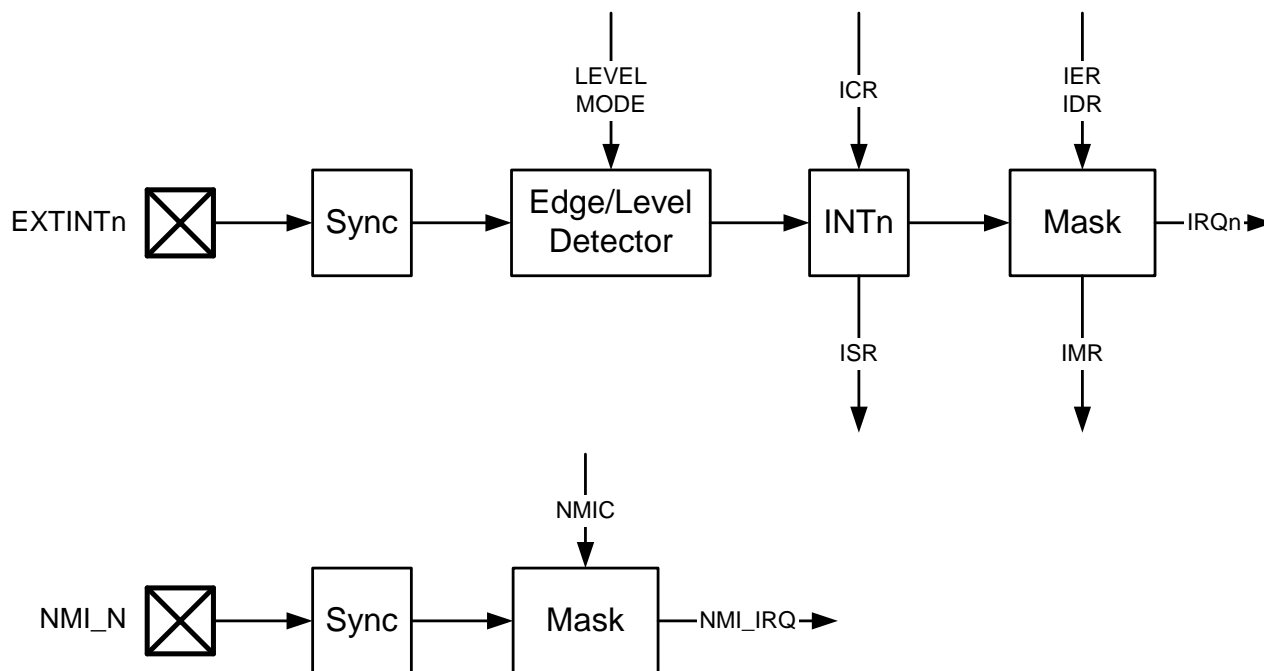 LEVEL
MODE
ICR
IER
IDR
EXTINTn
Sync
Edge/Level
Detector
INTn
Mask
IRQn
ISR
IMR
NMIC
NMI_N
Sync
Mask
NMI_IRQ